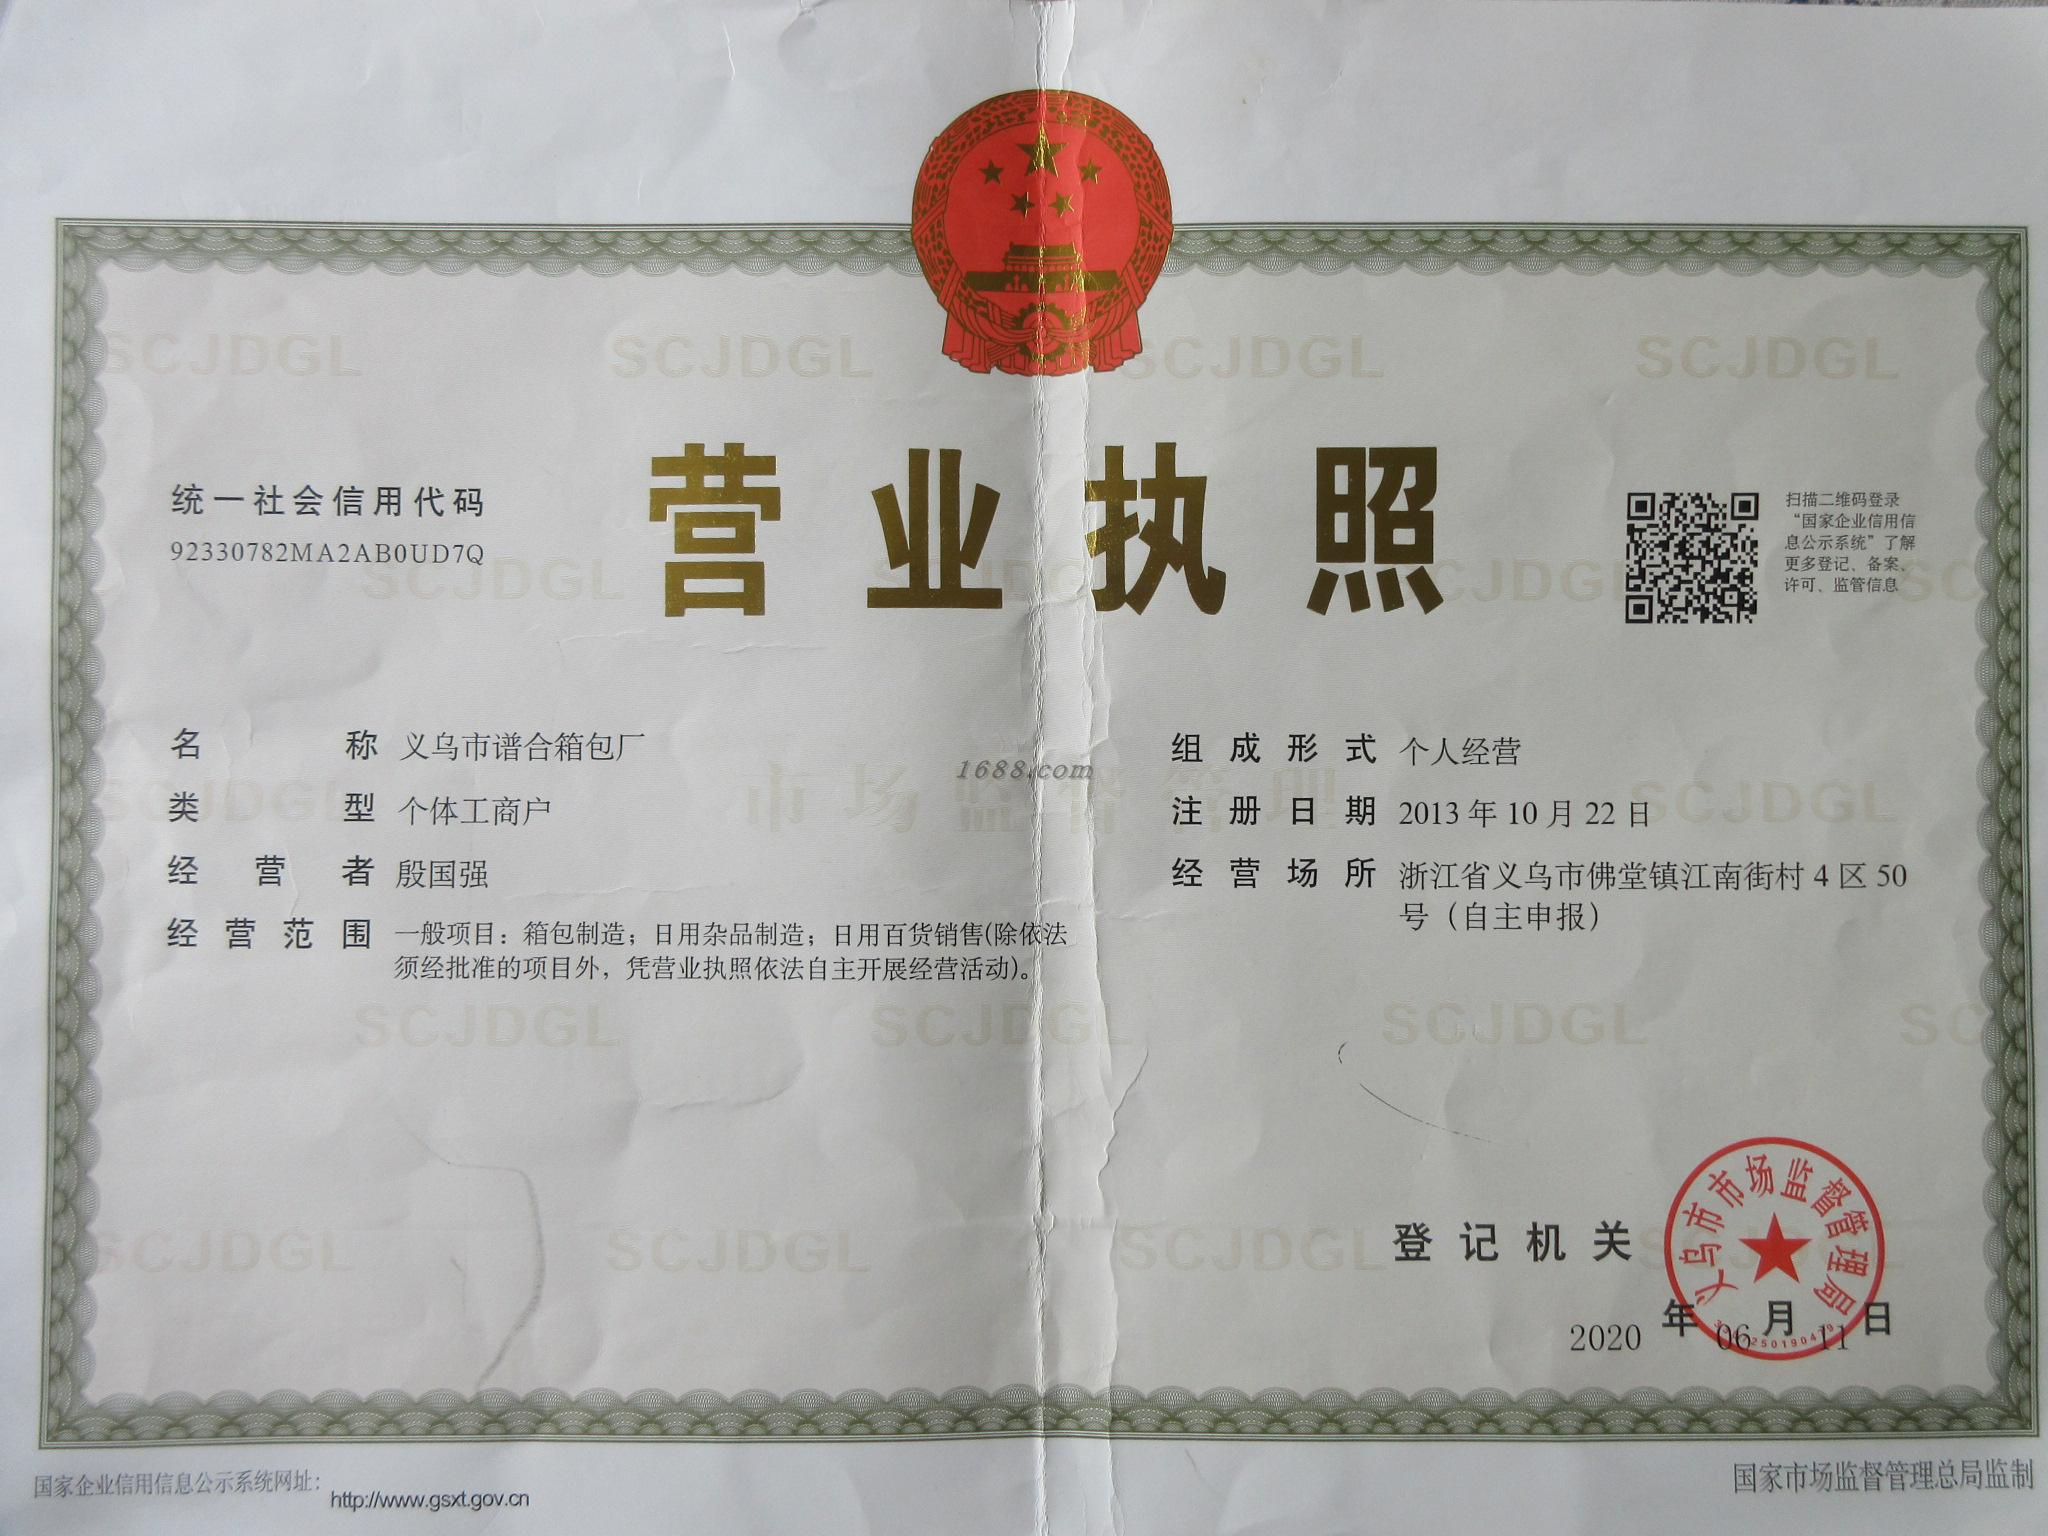 营业执照
统一社会信用代码
92330782MA2AB0UD7Q
扫描二维码登录
“国家企业信用信
息公示系统”了解
更多登记、备案、
许可、监管信息
名称 义乌市谱合箱包厂
类型 个体工商户
经营者 殷国强
经营范围 一般项目：箱包制造；日用杂品制造；日用百货销售(除依法
须经批准的项目外，凭营业执照依法自主开展经营活动)。
1688.com
市场监督管理
组成形式 个人经营
注册日期 2013 年 10 月 22 日
经营场所 浙江省义乌市佛堂镇江南街村 4 区 50
号（自主申报）
SCJDGL
登记机关
义乌市市场监督管理局
2020 年 06 月 11 日
国家企业信用信息公示系统网址： http://www.gsxt.gov.cn
国家市场监督管理总局监制